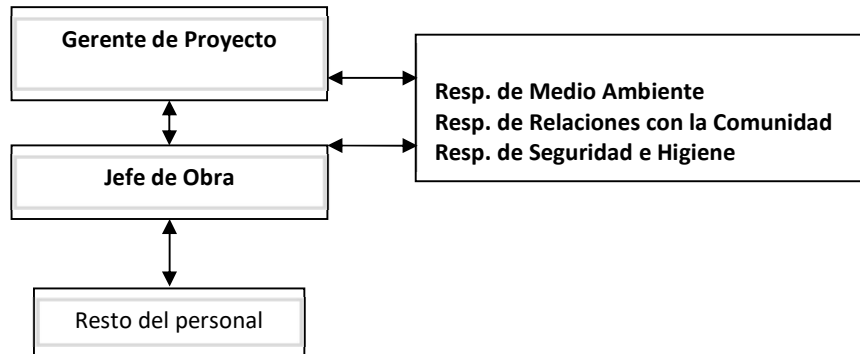 Gerente de Proyecto
Resp. de Medio Ambiente
Resp. de Relaciones con la Comunidad
Resp. de Seguridad e Higiene
Jefe de Obra
Resto del personal